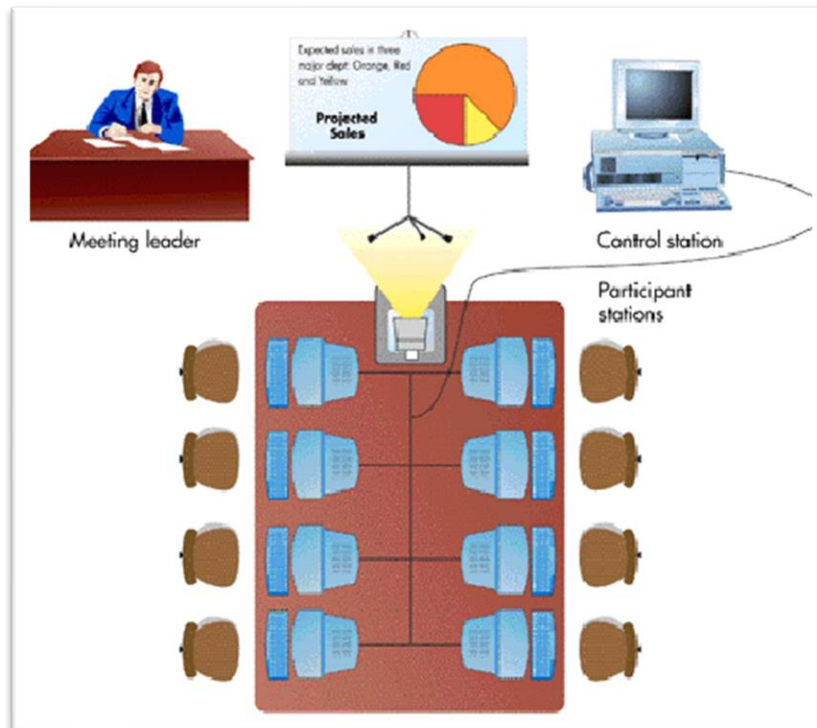 Expected sales in three
major dept: Orange, Red
and Yellow
Projected
Sales
Meeting leader
Control station
Participant
stations